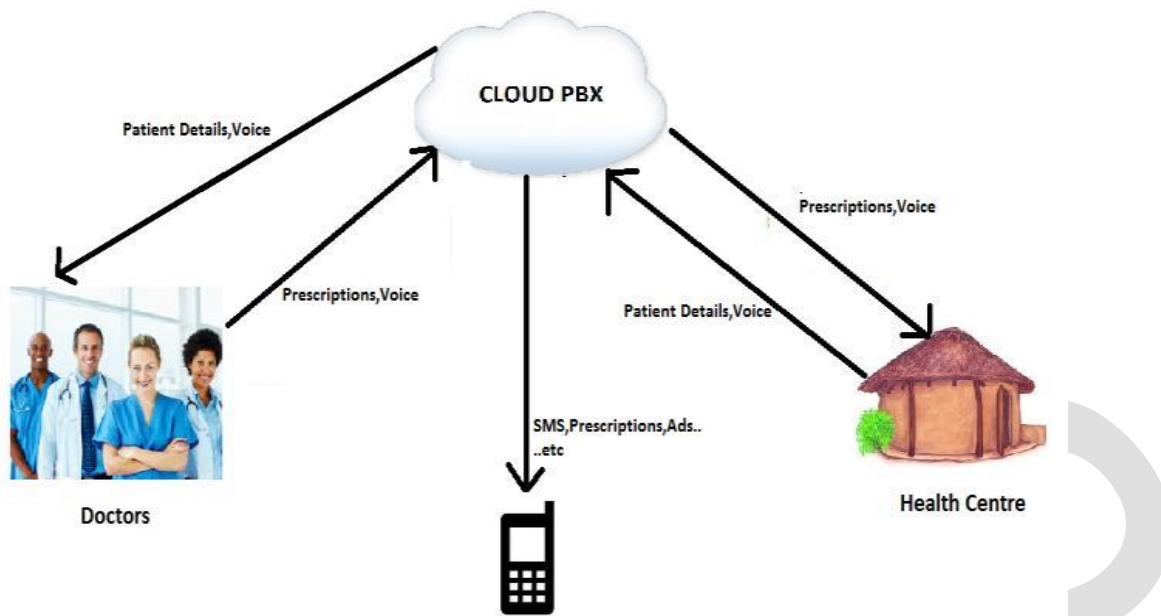 CLOUD PBX
Patient Details,Voice
Prescriptions,Voice
Prescriptions,Voice
Patient Details,Voice
SMS,Prescriptions,Ads..
..etc
Doctors
Health Centre